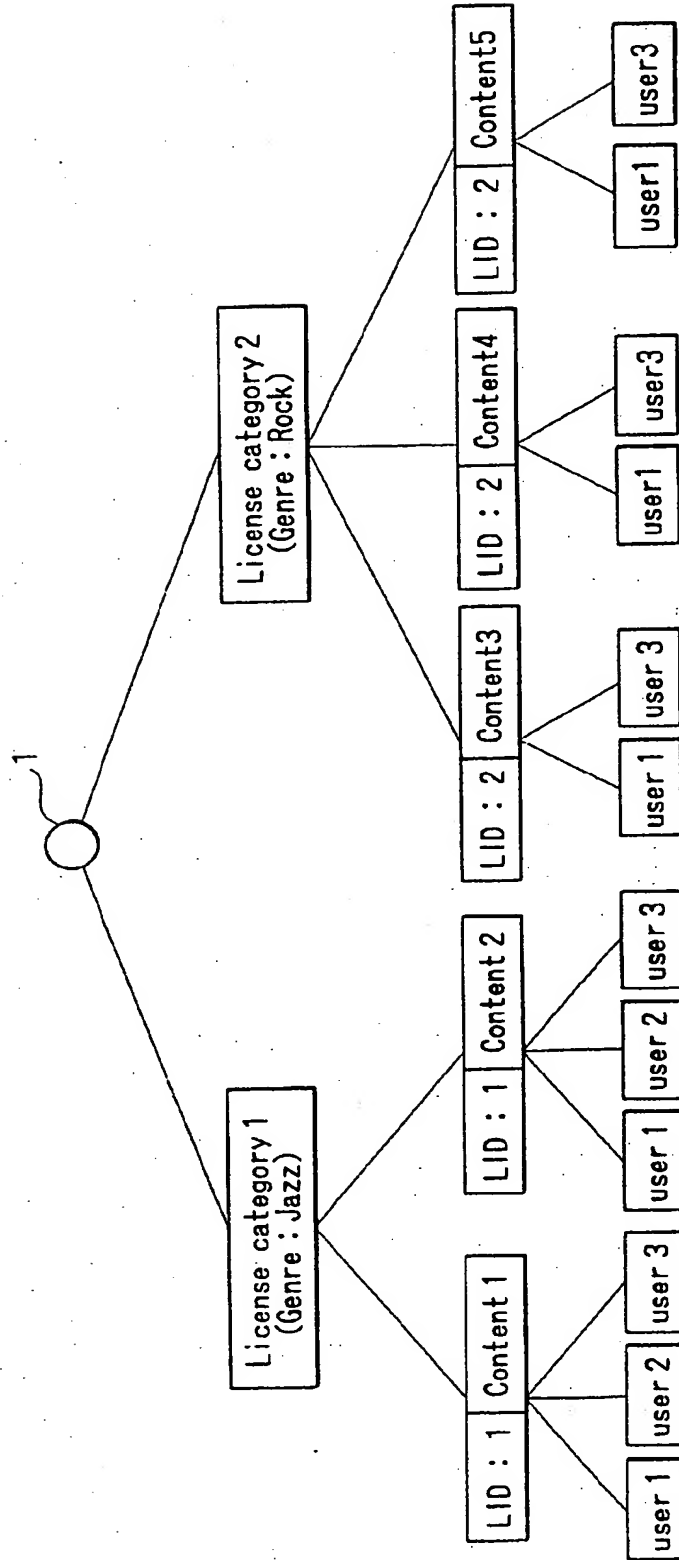 1
License category 1
(Genre : Jazz)
License category 2
(Genre : Rock)
LID : 1 Content 1
LID : 1 Content 2
LID : 2 Content3
LID : 2 Content4
LID : 2 Content5
user 1
user 2
user 3
user 1
user 2
user 3
user 1
user 3
user1
user3
user1
user3